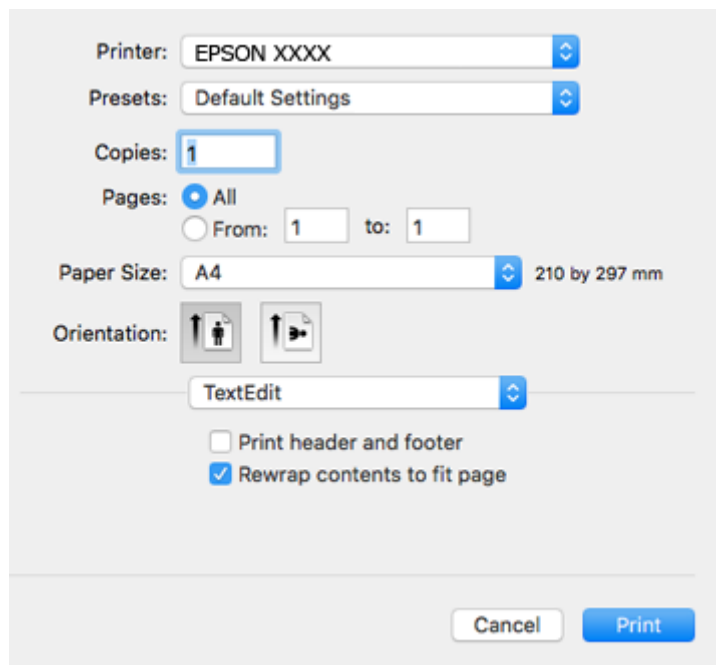 Printer: EPSON XXXX
Presets: Default Settings
Copies: 1
Pages: All
From: 1 to: 1
Paper Size: A4 210 by 297 mm
Orientation:
TextEdit
Print header and footer
Rewrap contents to fit page
Cancel Print